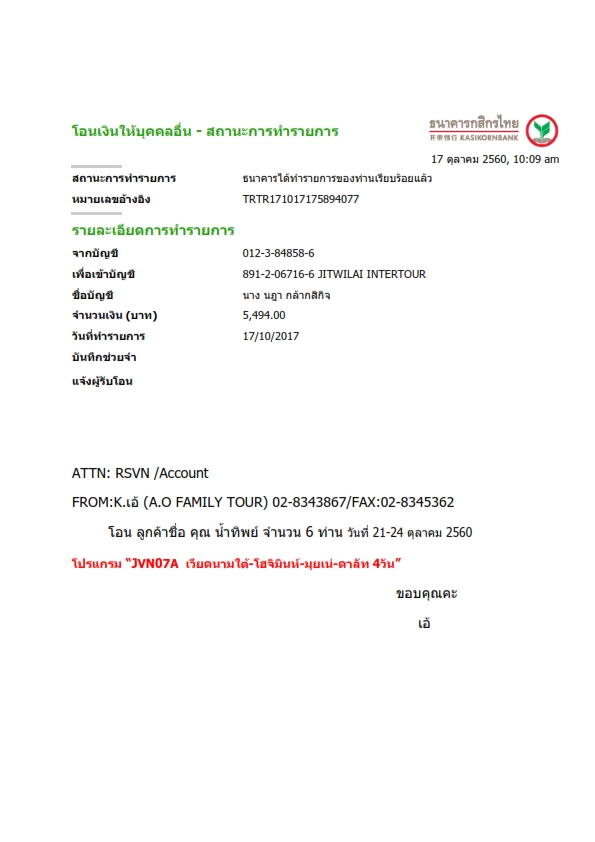 โอนเงินให้บุคคลอื่น - สถานะการทำรายการ
ธนาคารกสิกรไทย
开泰银行 KASIKORNBANK
17 ตุลาคม 2560, 10:09 am
สถานะการทำรายการ ธนาคารได้ทำรายการของท่านเรียบร้อยแล้ว
หมายเลขอ้างอิง TRTR171017175894077
รายละเอียดการทำรายการ
จากบัญชี 012-3-84858-6
เพื่อเข้าบัญชี 891-2-06716-6 JITWILAI INTERTOUR
ชื่อบัญชี นาง นฎา กล้ากสิกิจ
จำนวนเงิน (บาท) 5,494.00
วันที่ทำรายการ 17/10/2017
บันทึกช่วยจำ
แจ้งผู้รับโอน
ATTN: RSVN /Account
FROM:K.เอ้ (A.O FAMILY TOUR) 02-8343867/FAX:02-8345362
โอน ลูกค้าชื่อ คุณ น้ำทิพย์ จำนวน 6 ท่าน วันที่ 21-24 ตุลาคม 2560
โปรแกรม “JVN07A เวียดนามใต้-โฮจิมินห์-มุยเน่-ดาลัท 4วัน”
ขอบคุณคะ
เอ้